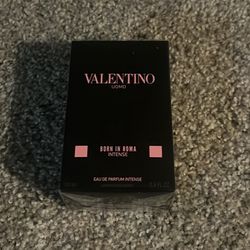 VALENTINO
UOMO
BORN IN ROMA
INTENSE
EAU DE PARFUM INTENSE